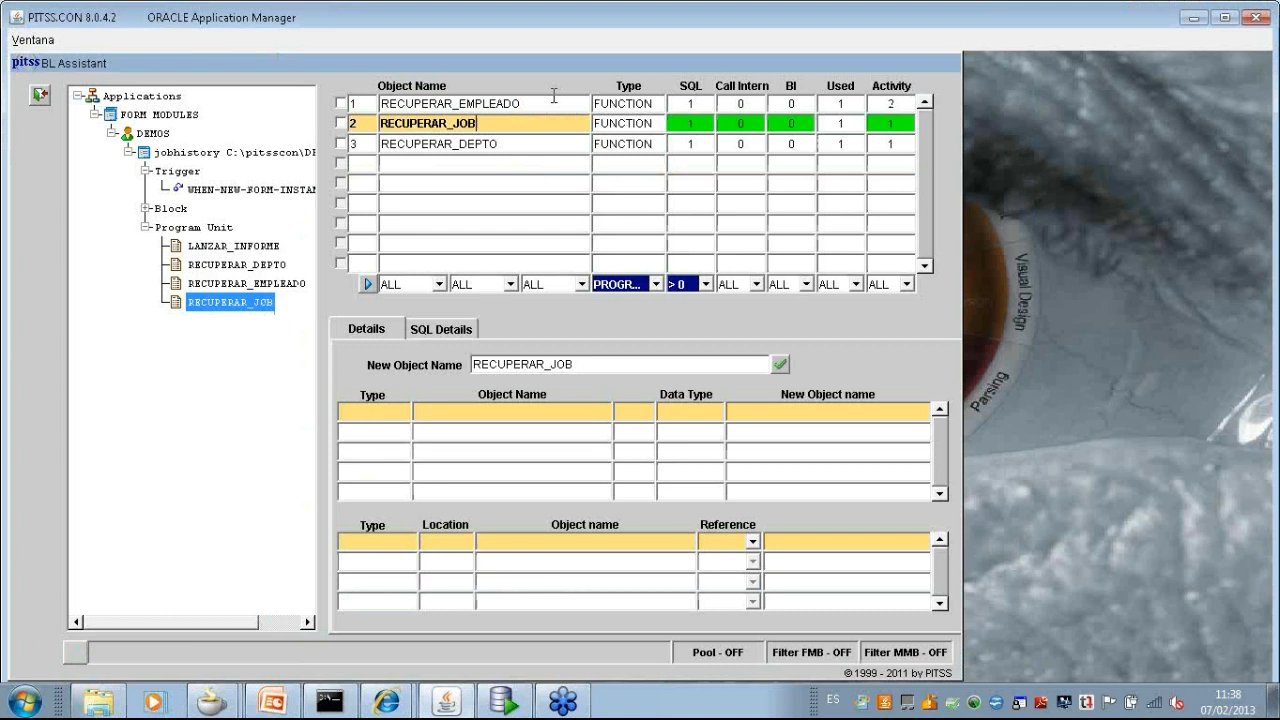 PITSS.CON 8.0.4.2 ORACLE Application Manager
Ventana
pitss BL Assistant
Applications
FORM MODULES
DEMOS
jobhistory C:\pitsscon\DE
Trigger
WHEN-NEW-FORM-INSTAN
Block
Program Unit
LANZAR_INFORME
RECUPERAR_DEPTO
RECUPERAR_EMPLEADO
RECUPERAR_JOB
Object Name Type SQL Call Intern BI Used Activity
1 RECUPERAR_EMPLEADO FUNCTION 1 0 0 1 2
2 RECUPERAR_JOB FUNCTION 1 0 0 1 1
3 RECUPERAR_DEPTO FUNCTION 1 0 0 1 1
ALL ALL ALL PROGR... > 0 ALL ALL ALL ALL
Details SQL Details
New Object Name RECUPERAR_JOB
Type Object Name Data Type New Object name
Type Location Object name Reference
Pool - OFF Filter FMB - OFF Filter MMB - OFF
© 1999 - 2011 by PITSS
Visual Design
Parsing
ES
11:38
07/02/2013